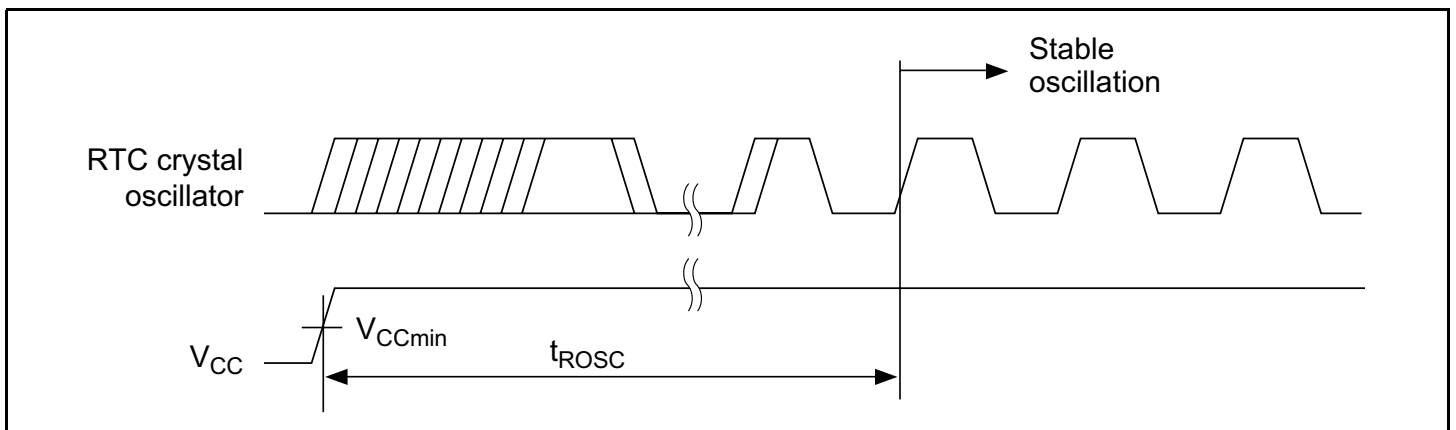 Stable
oscillation
RTC crystal
oscillator
VCCmin
VCC
tROSC